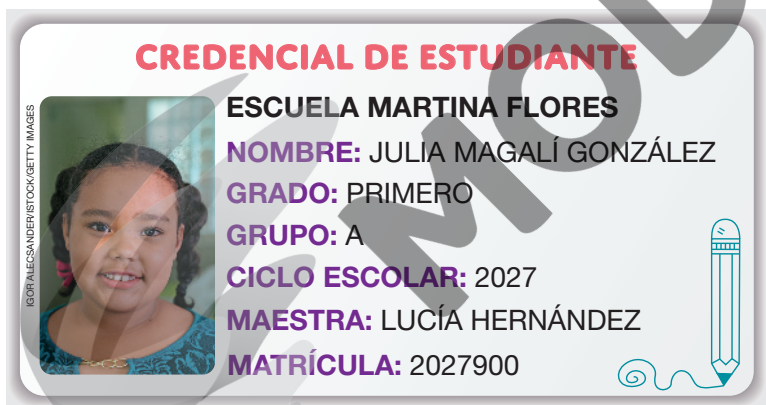 CREDENCIAL DE ESTUDIANTE
IGOR ALECSANDER/ISTOCK/GETTY IMAGES
ESCUELA MARTINA FLORES
NOMBRE: JULIA MAGALÍ GONZÁLEZ
GRADO: PRIMERO
GRUPO: A
CICLO ESCOLAR: 2027
MAESTRA: LUCÍA HERNÁNDEZ
MATRÍCULA: 2027900